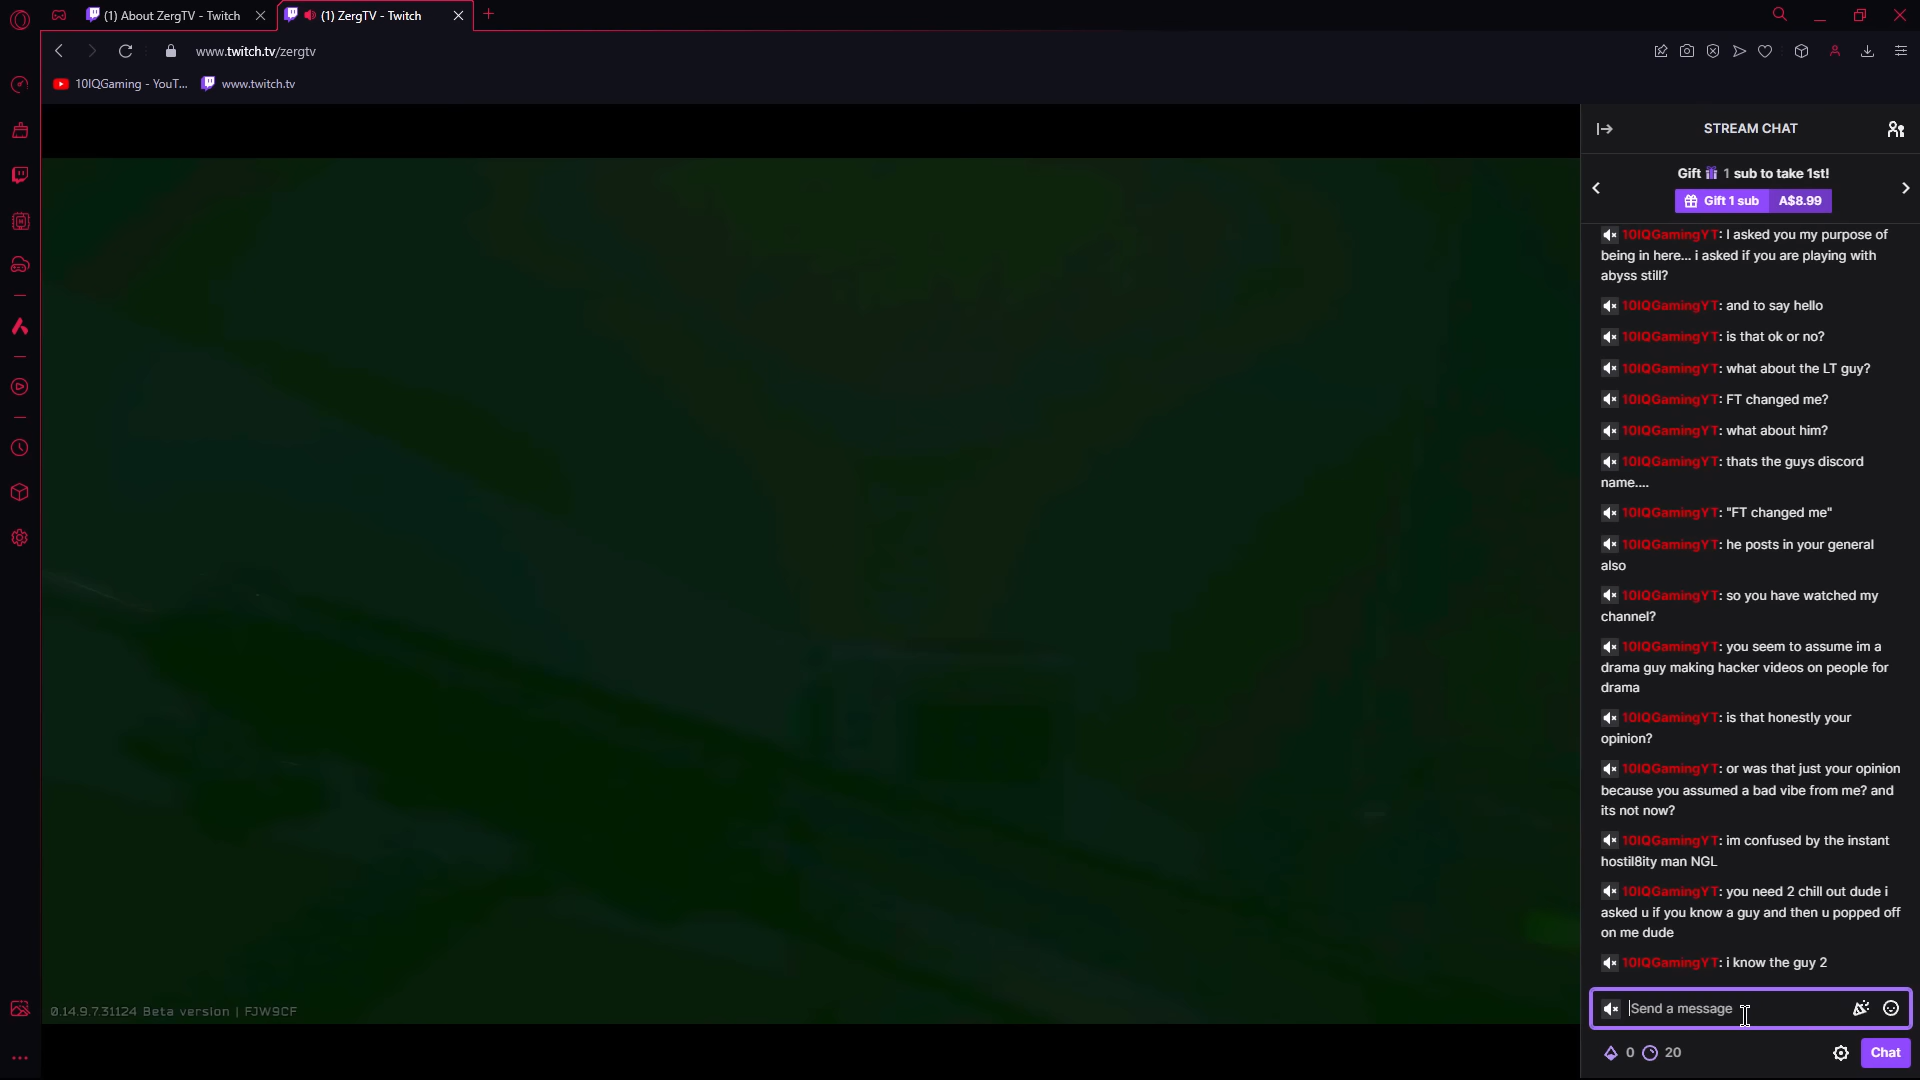 (1) About ZergTV - Twitch
(1) ZergTV - Twitch
www.twitch.tv/zergtv
10IQGaming - YouT...
www.twitch.tv
STREAM CHAT
Gift 1 sub to take 1st!
Gift 1 sub A$8.99
10IQGamingYT: I asked you my purpose of
being in here... i asked if you are playing with
abyss still?
10IQGamingYT: and to say hello
10IQGamingYT: is that ok or no?
10IQGamingYT: what about the LT guy?
10IQGamingYT: FT changed me?
10IQGamingYT: what about him?
10IQGamingYT: thats the guys discord
name....
10IQGamingYT: "FT changed me"
10IQGamingYT: he posts in your general
also
10IQGamingYT: so you have watched my
channel?
10IQGamingYT: you seem to assume im a
drama guy making hacker videos on people for
drama
10IQGamingYT: is that honestly your
opinion?
10IQGamingYT: or was that just your opinion
because you assumed a bad vibe from me? and
its not now?
10IQGamingYT: im confused by the instant
hostil8ity man NGL
10IQGamingYT: you need 2 chill out dude i
asked u if you know a guy and then u popped off
on me dude
10IQGamingYT: i know the guy 2
Send a message
0 20
Chat
0.14.9.7.31124 Beta version | FJW9CF